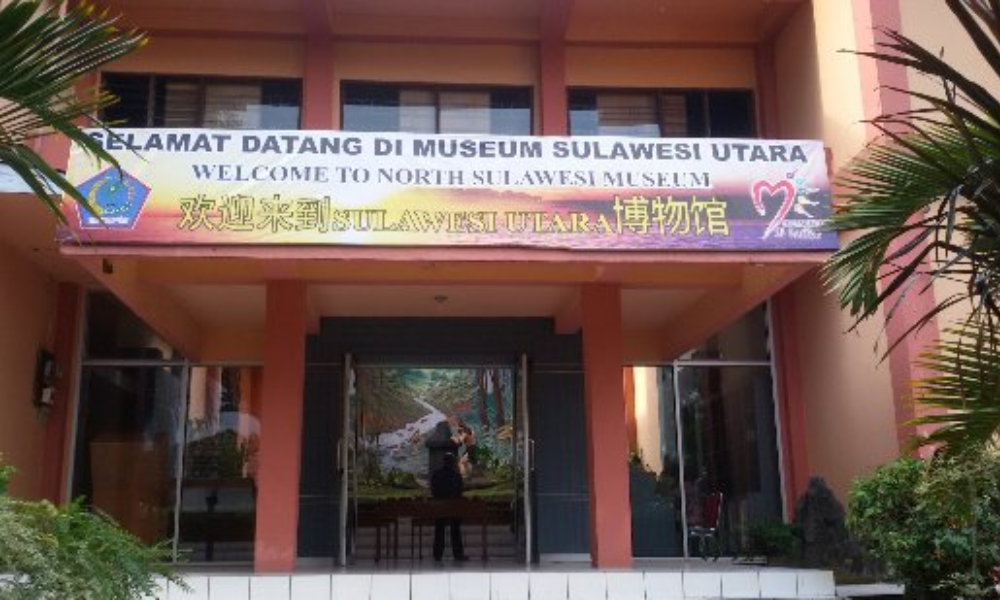 SELAMAT DATANG DI MUSEUM SULAWESI UTARA
WELCOME TO NORTH SULAWESI MUSEUM
欢迎来到SULAWESI UTARA博物馆